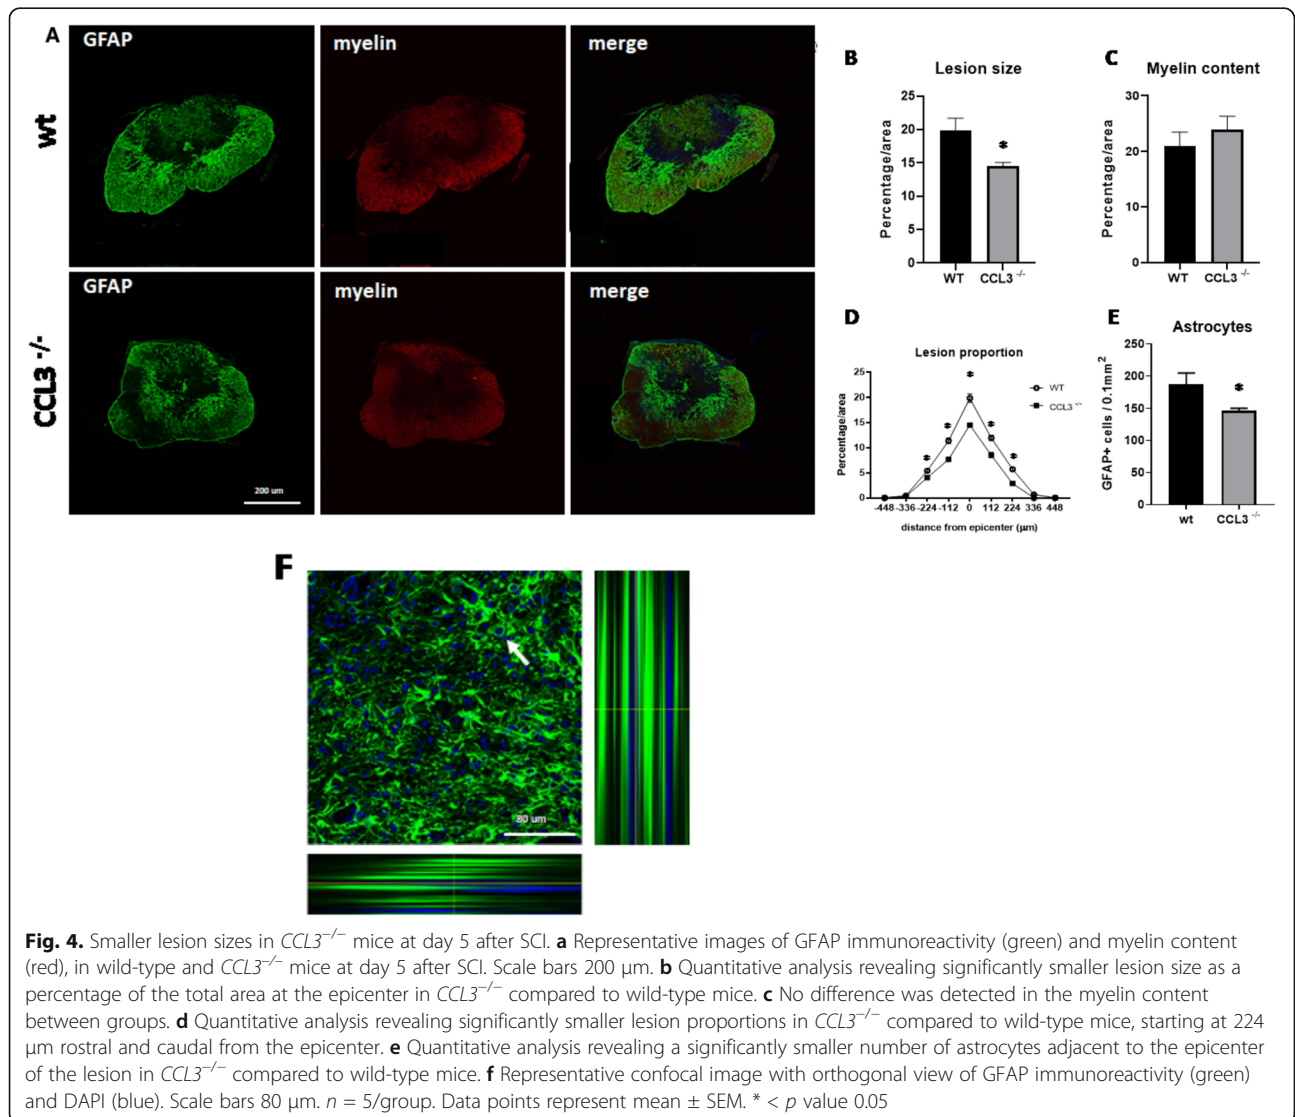 A
GFAP
myelin
merge
wt
GFAP
myelin
merge
CCL3 -/-
200 um
B
Lesion size
Percentage/area
25
20
15
10
5
0
*
WT
CCL3 -/-
C
Myelin content
Percentage/area
30
20
10
0
WT
CCL3 -/-
D
Lesion proportion
Percentage/area
25
20
15
10
5
0
* * * * *
WT
CCL3 -/-
-448 -336 -224 -112 0 112 224 336 448
distance from epicenter (µm)
E
Astrocytes
GFAP+ cells / 0.1mm²
250
200
150
100
50
0
*
wt
CCL3 -/-
F
80 um
Fig. 4. Smaller lesion sizes in CCL3−/− mice at day 5 after SCI. a Representative images of GFAP immunoreactivity (green) and myelin content
(red), in wild-type and CCL3−/− mice at day 5 after SCI. Scale bars 200 μm. b Quantitative analysis revealing significantly smaller lesion size as a
percentage of the total area at the epicenter in CCL3−/− compared to wild-type mice. c No difference was detected in the myelin content
between groups. d Quantitative analysis revealing significantly smaller lesion proportions in CCL3−/− compared to wild-type mice, starting at 224
μm rostral and caudal from the epicenter. e Quantitative analysis revealing a significantly smaller number of astrocytes adjacent to the epicenter
of the lesion in CCL3−/− compared to wild-type mice. f Representative confocal image with orthogonal view of GFAP immunoreactivity (green)
and DAPI (blue). Scale bars 80 μm. n = 5/group. Data points represent mean ± SEM. * < p value 0.05